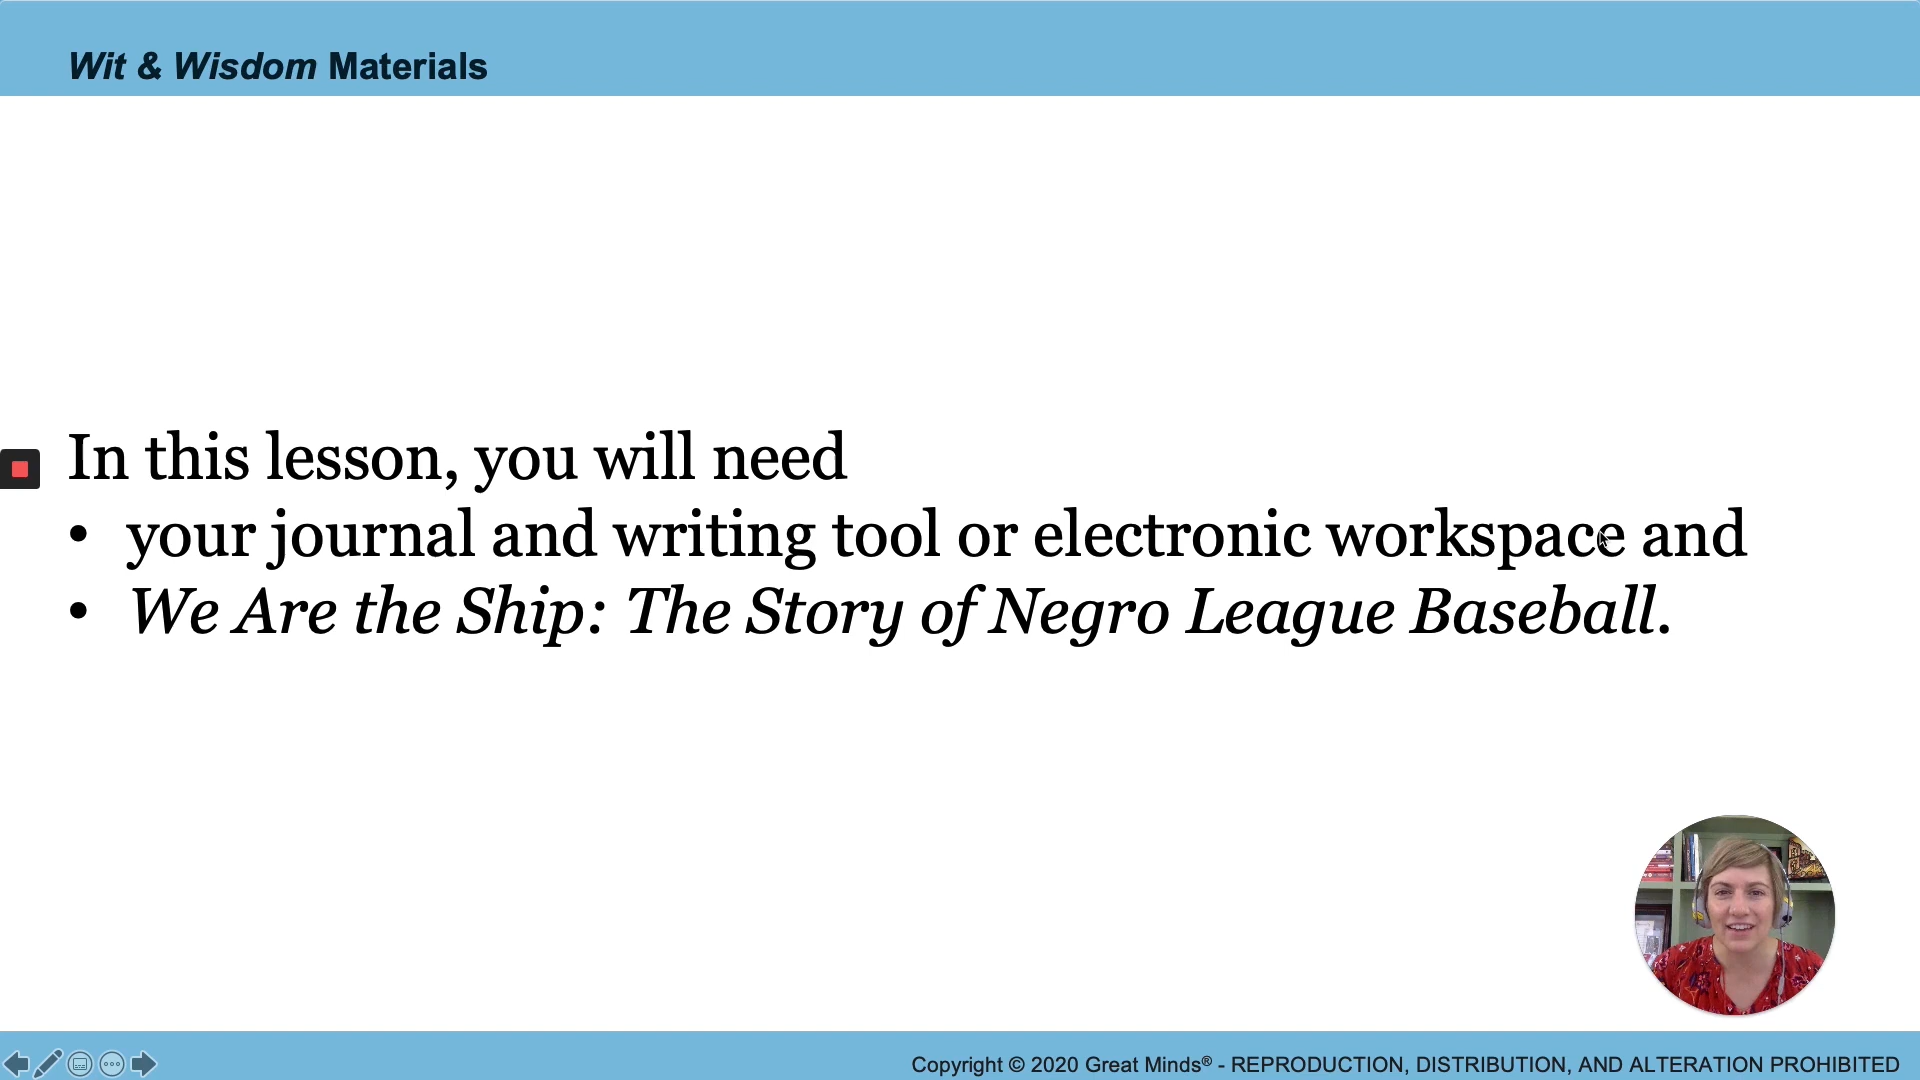 Wit & Wisdom Materials
In this lesson, you will need
• your journal and writing tool or electronic workspace and
• We Are the Ship: The Story of Negro League Baseball.
Copyright © 2020 Great Minds® - REPRODUCTION, DISTRIBUTION, AND ALTERATION PROHIBITED